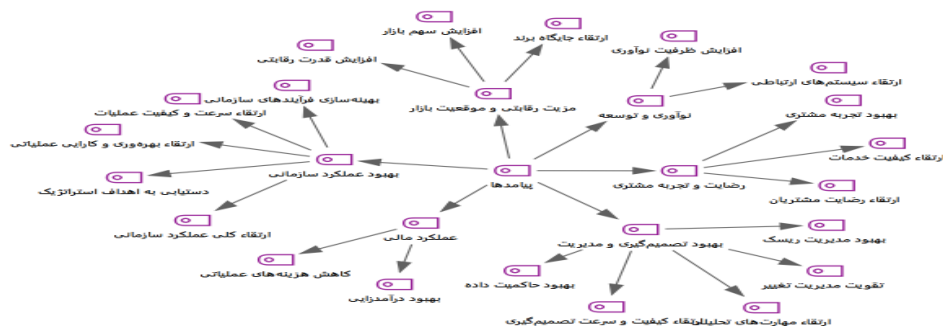 افزایش سهم بازار
ارتقاء جایگاه برند
افزایش ظرفیت نوآوری
افزایش قدرت رقابتی
ارتقاء سیستم‌های ارتباطی
مزیت رقابتی و موقعیت بازار
نوآوری و توسعه
بهینه‌سازی فرآیندهای سازمانی
ارتقاء سرعت و کیفیت عملیات
بهبود تجربه مشتری
ارتقاء بهره‌وری و کارایی عملیاتی
ارتقاء کیفیت خدمات
بهبود عملکرد سازمانی
پیامدها
رضایت و تجربه مشتری
دستیابی به اهداف استراتژیک
ارتقاء رضایت مشتریان
ارتقاء کلی عملکرد سازمانی
عملکرد مالی
بهبود تصمیم‌گیری و مدیریت
بهبود مدیریت ریسک
کاهش هزینه‌های عملیاتی
بهبود درآمدزایی
بهبود حاکمیت داده
تقویت مدیریت تغییر
ارتقاء کیفیت و سرعت تصمیم‌گیری
ارتقاء مهارت‌های